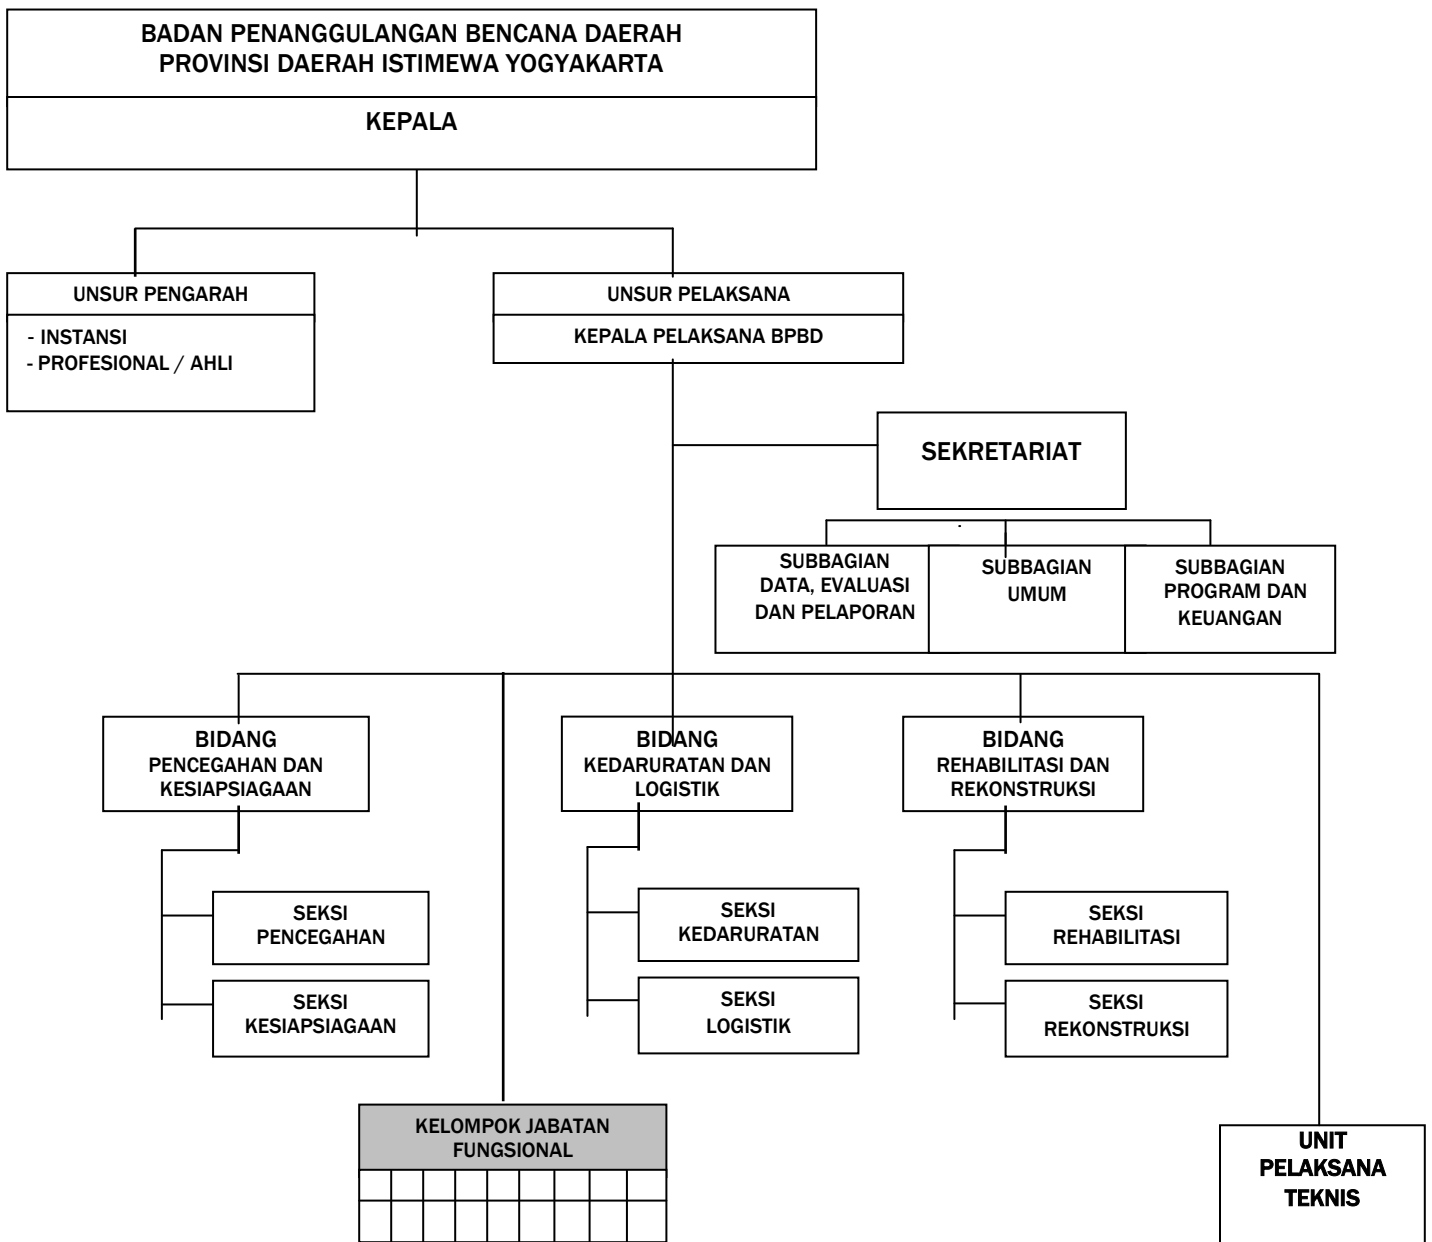 BADAN PENANGGULANGAN BENCANA DAERAH
PROVINSI DAERAH ISTIMEWA YOGYAKARTA
KEPALA
UNSUR PENGARAH
- INSTANSI
- PROFESIONAL / AHLI
UNSUR PELAKSANA
KEPALA PELAKSANA BPBD
SEKRETARIAT
SUBBAGIAN
DATA, EVALUASI
DAN PELAPORAN
SUBBAGIAN
UMUM
SUBBAGIAN
PROGRAM DAN
KEUANGAN
BIDANG
PENCEGAHAN DAN
KESIAPSIAGAAN
BIDANG
KEDARURATAN DAN
LOGISTIK
BIDANG
REHABILITASI DAN
REKONSTRUKSI
SEKSI
PENCEGAHAN
SEKSI
KESIAPSIAGAAN
SEKSI
KEDARURATAN
SEKSI
LOGISTIK
SEKSI
REHABILITASI
SEKSI
REKONSTRUKSI
KELOMPOK JABATAN
FUNGSIONAL
UNIT
PELAKSANA
TEKNIS